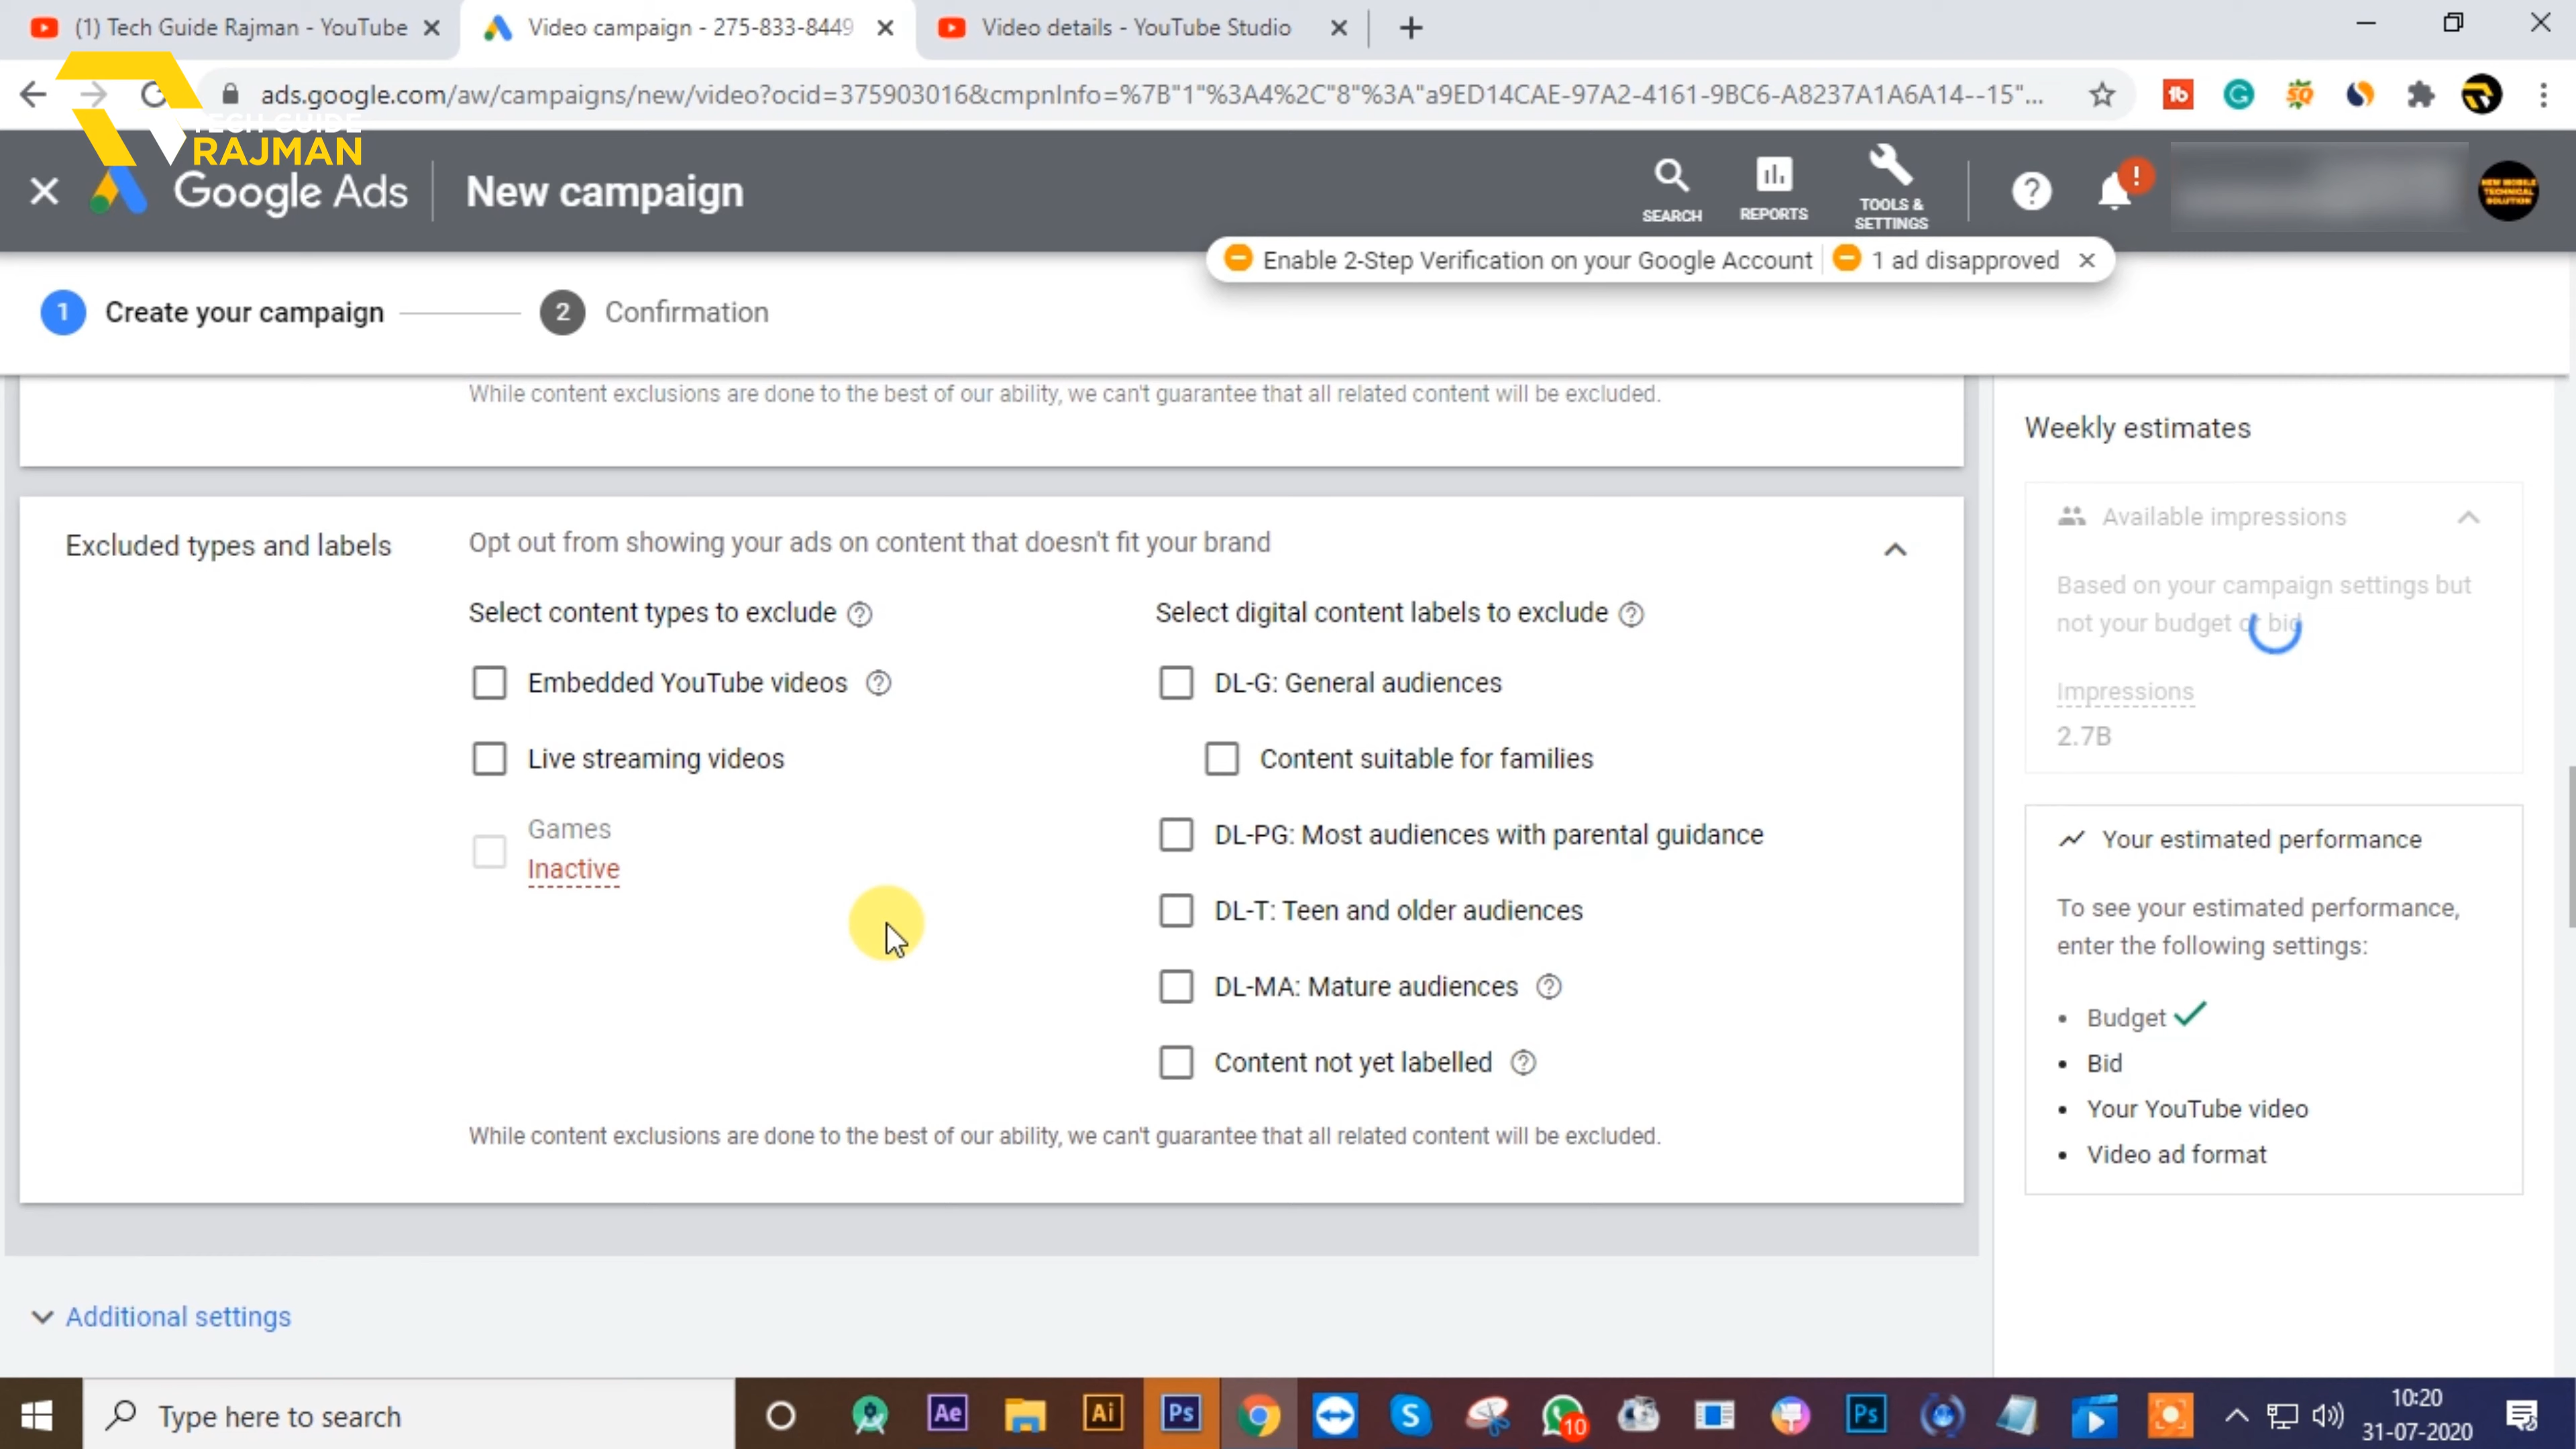 (1) Tech Guide Rajman - YouTube
Video campaign - 275-833-8449
Video details - YouTube Studio
ads.google.com/aw/campaigns/new/video?ocid=375903016&cmpnInfo=%7B"1"%3A4%2C"8"%3A"a9ED14CAE-97A2-4161-9BC6-A8237A1A6A14--15"...
TECH GUIDE
RAJMAN
Google Ads
New campaign
SEARCH
REPORTS
TOOLS &
SETTINGS
NEW MOBILE
TECHNICAL
SOLUTION
Enable 2-Step Verification on your Google Account
1 ad disapproved
1 Create your campaign
2 Confirmation
While content exclusions are done to the best of our ability, we can't guarantee that all related content will be excluded.
Excluded types and labels
Opt out from showing your ads on content that doesn't fit your brand
Select content types to exclude
Embedded YouTube videos
Live streaming videos
Games
Inactive
Select digital content labels to exclude
DL-G: General audiences
Content suitable for families
DL-PG: Most audiences with parental guidance
DL-T: Teen and older audiences
DL-MA: Mature audiences
Content not yet labelled
While content exclusions are done to the best of our ability, we can't guarantee that all related content will be excluded.
Additional settings
Weekly estimates
Available impressions
Based on your campaign settings but
not your budget or bid
Impressions
2.7B
Your estimated performance
To see your estimated performance,
enter the following settings:
• Budget
• Bid
• Your YouTube video
• Video ad format
Type here to search
Ae
Ai
Ps
S
10
Ps
10:20
31-07-2020